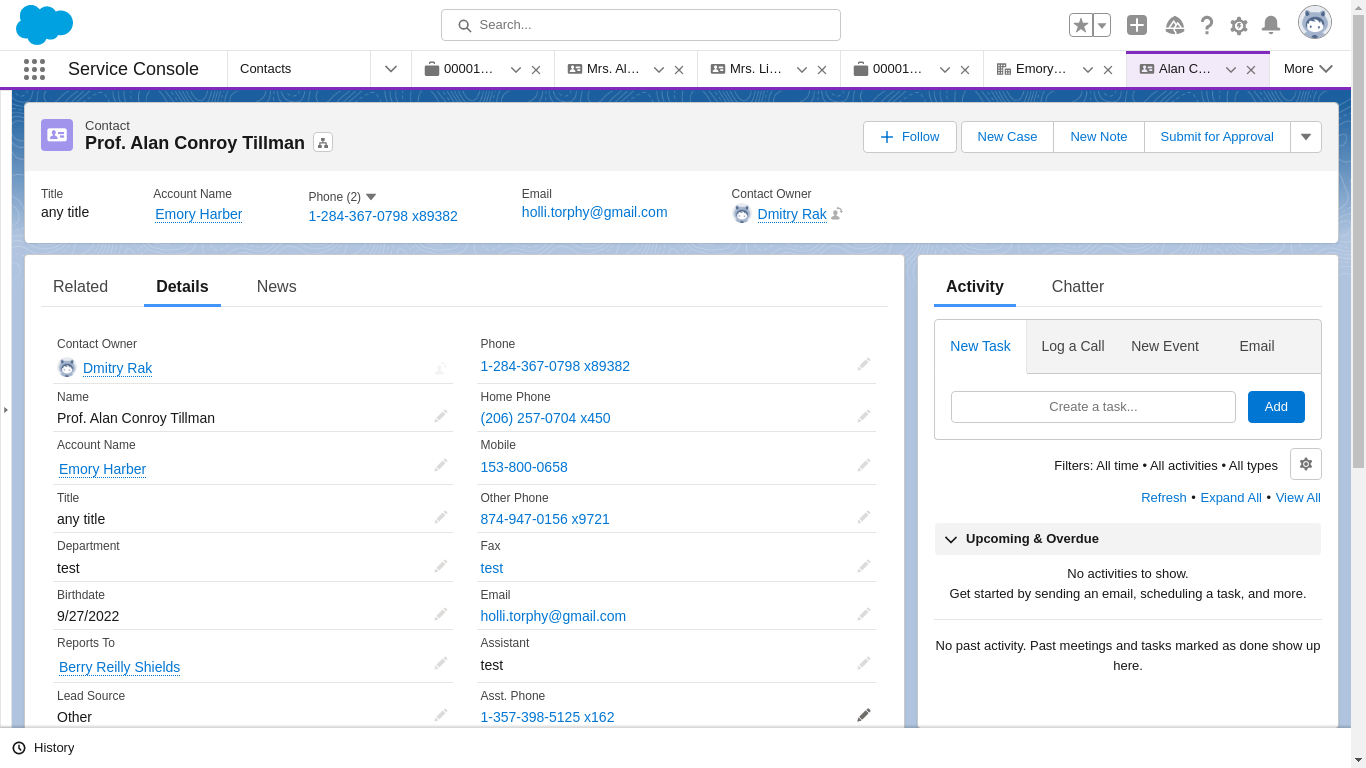 Search...
Service Console
Contacts
00001...
Mrs. Al...
Mrs. Li...
00001...
Emory...
Alan C...
More
Contact
Prof. Alan Conroy Tillman
Follow
New Case
New Note
Submit for Approval
Title
Account Name
Phone (2)
Email
Contact Owner
any title
Emory Harber
1-284-367-0798 x89382
holli.torphy@gmail.com
Dmitry Rak
Related
Details
News
Contact Owner
Dmitry Rak
Name
Prof. Alan Conroy Tillman
Account Name
Emory Harber
Title
any title
Department
test
Birthdate
9/27/2022
Reports To
Berry Reilly Shields
Lead Source
Other
Phone
1-284-367-0798 x89382
Home Phone
(206) 257-0704 x450
Mobile
153-800-0658
Other Phone
874-947-0156 x9721
Fax
test
Email
holli.torphy@gmail.com
Assistant
test
Asst. Phone
1-357-398-5125 x162
Activity
Chatter
New Task
Log a Call
New Event
Email
Create a task...
Add
Filters: All time • All activities • All types
Refresh • Expand All • View All
Upcoming & Overdue
No activities to show.
Get started by sending an email, scheduling a task, and more.
No past activity. Past meetings and tasks marked as done show up
here.
History